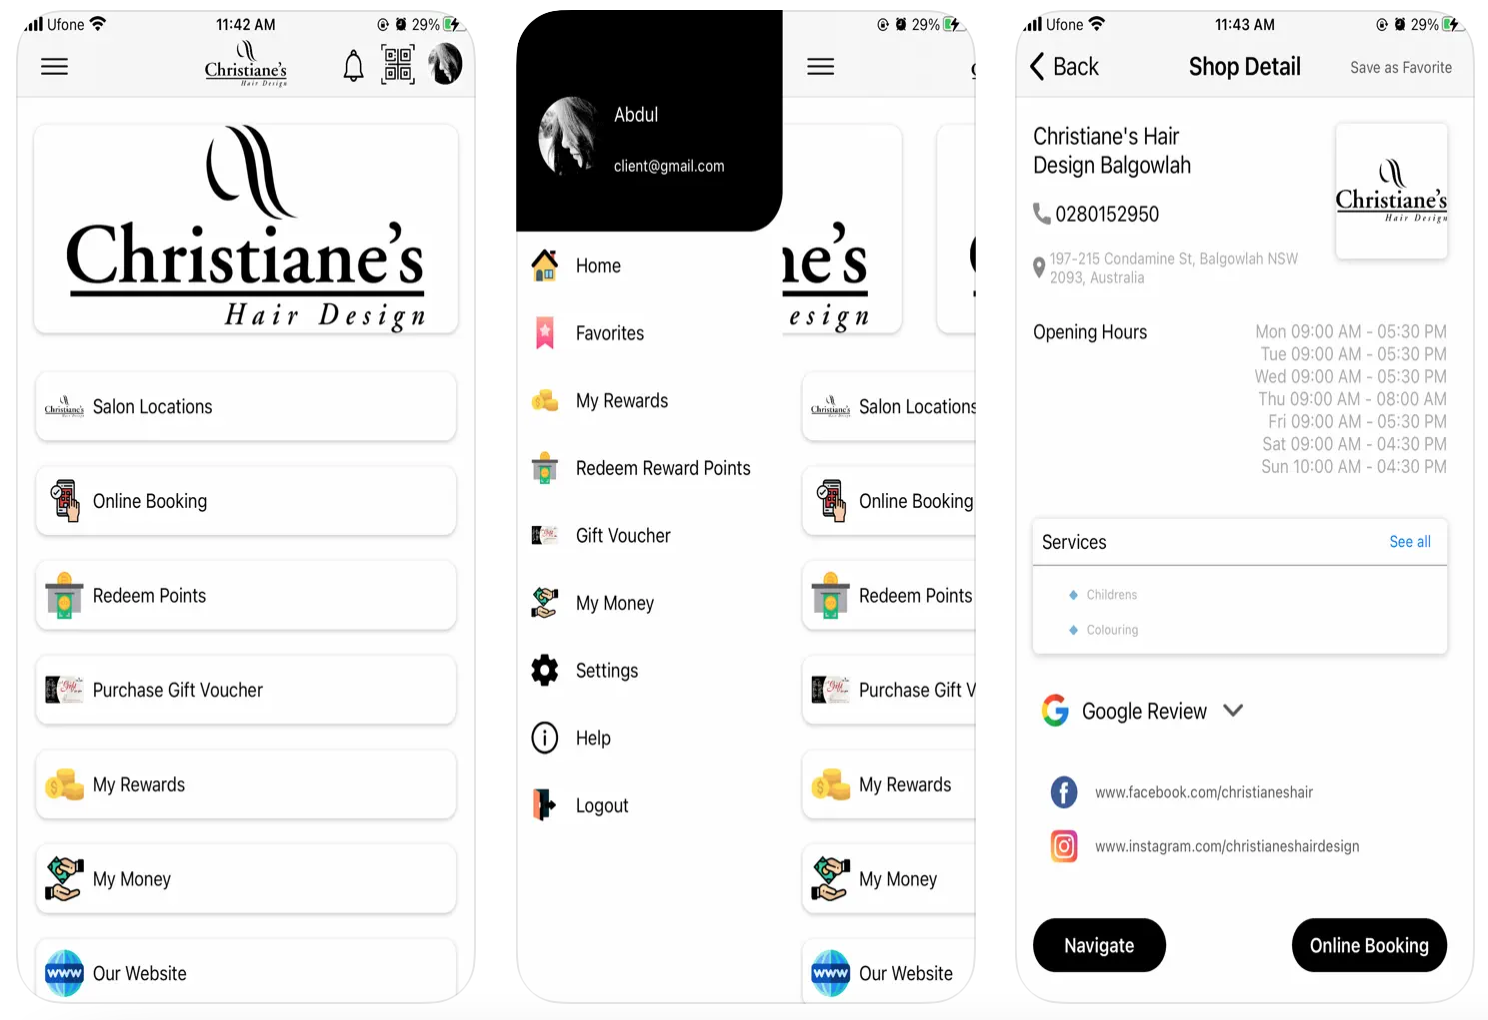 Ufone 11:42 AM 29%
Christiane's
Hair Design
Christiane's
Hair Design
Christiane's Salon Locations
Online Booking
Redeem Points
Gift Purchase Gift Voucher
My Rewards
My Money
www Our Website
29%
Abdul
client@gmail.com
Home
Favorites
My Rewards
Redeem Reward Points
Gift Voucher
My Money
Settings
Help
Logout
ne's
esign
Christiane's Salon Locations
Online Booking
Redeem Points
Gift Purchase Gift V
My Rewards
My Money
www Our Website
Ufone 11:43 AM 29%
Back Shop Detail Save as Favorite
Christiane's Hair
Design Balgowlah
Christiane's
Hair Design
0280152950
197-215 Condamine St, Balgowlah NSW
2093, Australia
Opening Hours Mon 09:00 AM - 05:30 PM
Tue 09:00 AM - 05:30 PM
Wed 09:00 AM - 05:30 PM
Thu 09:00 AM - 08:00 AM
Fri 09:00 AM - 05:30 PM
Sat 09:00 AM - 04:30 PM
Sun 10:00 AM - 04:30 PM
Services See all
Childrens
Colouring
Google Review
www.facebook.com/christianeshair
www.instagram.com/christianeshairdesign
Navigate Online Booking